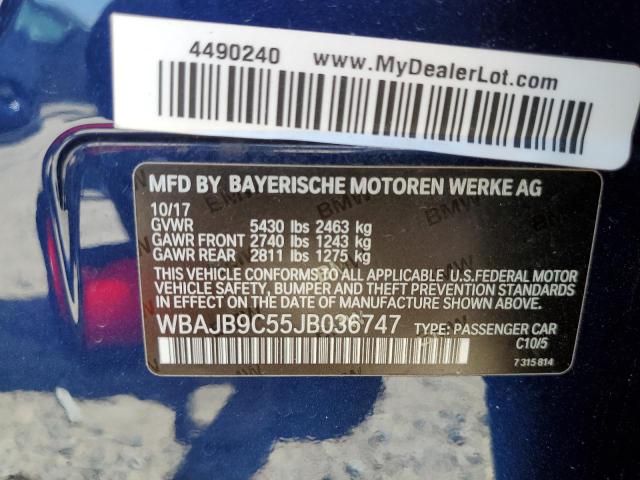 4490240 www.MyDealerLot.com
MFD BY BAYERISCHE MOTOREN WERKE AG
10/17
GVWR 5430 lbs 2463 kg
GAWR FRONT 2740 lbs 1243 kg
GAWR REAR 2811 lbs 1275 kg
THIS VEHICLE CONFORMS TO ALL APPLICABLE U.S.FEDERAL MOTOR
VEHICLE SAFETY, BUMPER AND THEFT PREVENTION STANDARDS
IN EFFECT ON THE DATE OF MANUFACTURE SHOWN ABOVE.
WBAJB9C55JB036747 TYPE: PASSENGER CAR
C10/5
7 315 814